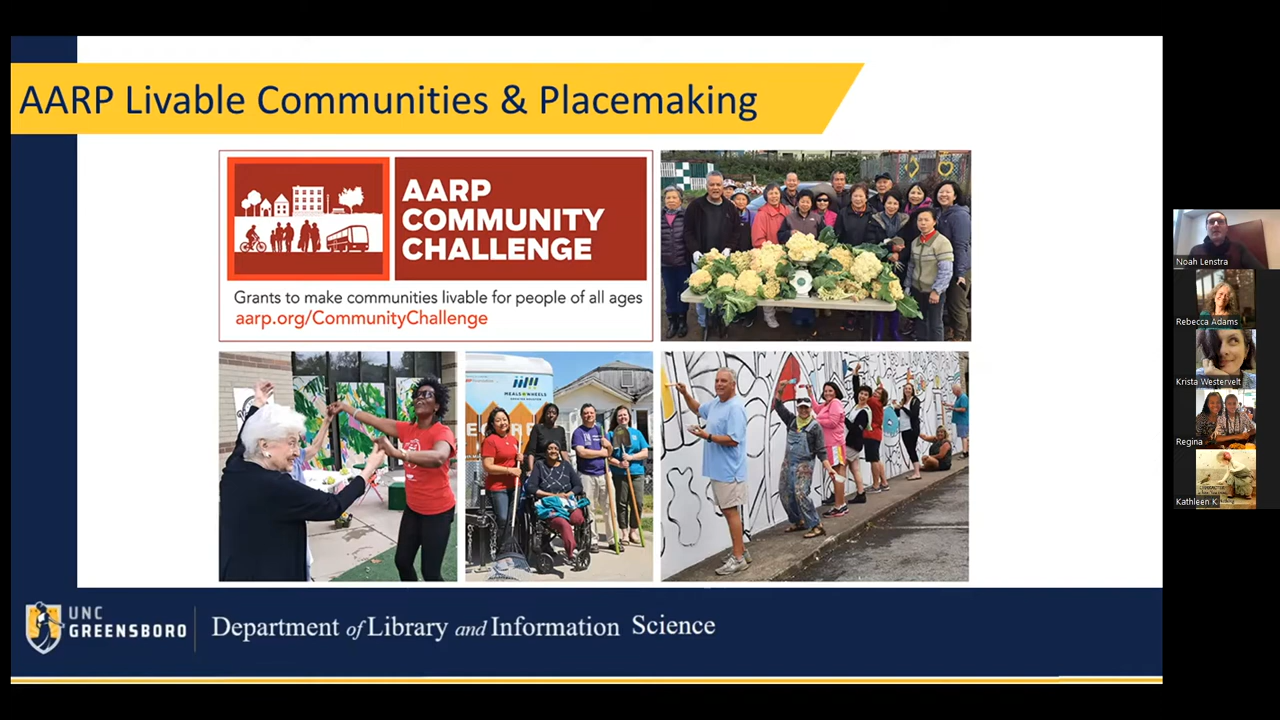 AARP Livable Communities & Placemaking
AARP
COMMUNITY
CHALLENGE
Grants to make communities livable for people of all ages
aarp.org/CommunityChallenge
MEALS ON WHEELS
UNC
GREENSBORO
Department of Library and Information Science
Noah Lenstra
Rebecca Adams
Krista Westervelt
Regina
Kathleen K